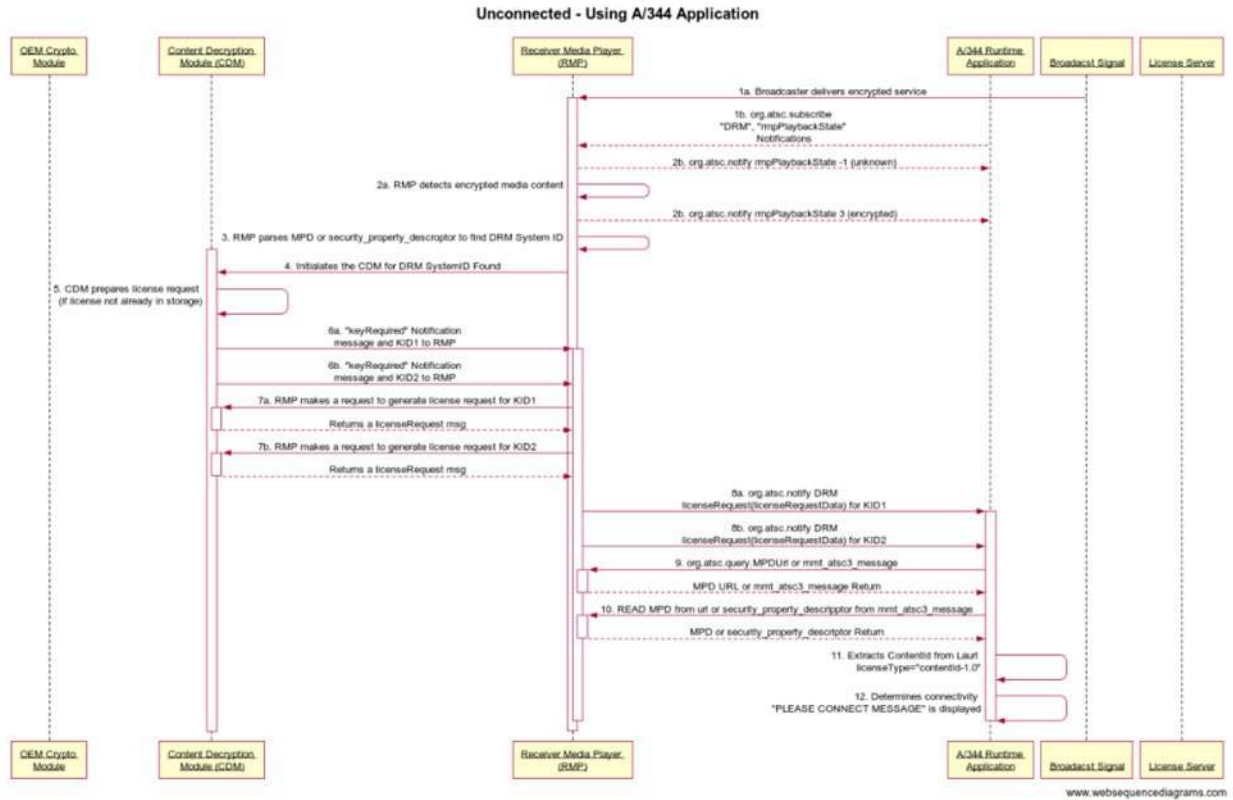 Unconnected - Using A/344 Application
OEM Crypto
Module
Content Decryption
Module (CDM)
Receiver Media Player
(RMP)
A/344 Runtime
Application
Broadacst Signal
License Server
1a. Broadcaster delivers encrypted service
1b. org.atsc.subscribe
"DRM", "rmpPlaybackState"
Notifications
2b. org.atsc.notify rmpPlaybackState -1 (unknown)
2a. RMP detects encrypted media content
2b. org.atsc.notify rmpPlaybackState 3 (encrypted)
3. RMP parses MPD or security_property_descroptor to find DRM System ID
4. Initialates the CDM for DRM SystemID Found
5. CDM prepares license request
(if license not already in storage)
6a. "keyRequired" Notification
message and KID1 to RMP
6b. "keyRequired" Notification
message and KID2 to RMP
7a. RMP makes a request to generate license request for KID1
Returns a licenseRequest msg
7b. RMP makes a request to generate license request for KID2
Returns a licenseRequest msg
8a. org.atsc.notify DRM
licenseRequest(licenseRequestData) for KID1
8b. org.atsc.notify DRM
licenseRequest(licenseRequestData) for KID2
9. org.atsc.query.MPDUrl or mmt_atsc3_message
MPD URL or mmt_atsc3_message Return
10. READ MPD from url or security_property_descripptor from mmt_atsc3_message
MPD or security_property_descriptor Return
11. Extracts ContentId from Laurl
licenseType="contentId-1.0"
12. Determines connectivity
"PLEASE CONNECT MESSAGE" is displayed
OEM Crypto
Module
Content Decryption
Module (CDM)
Receiver Media Player
(RMP)
A/344 Runtime
Application
Broadacst Signal
License Server
www.websequencediagrams.com